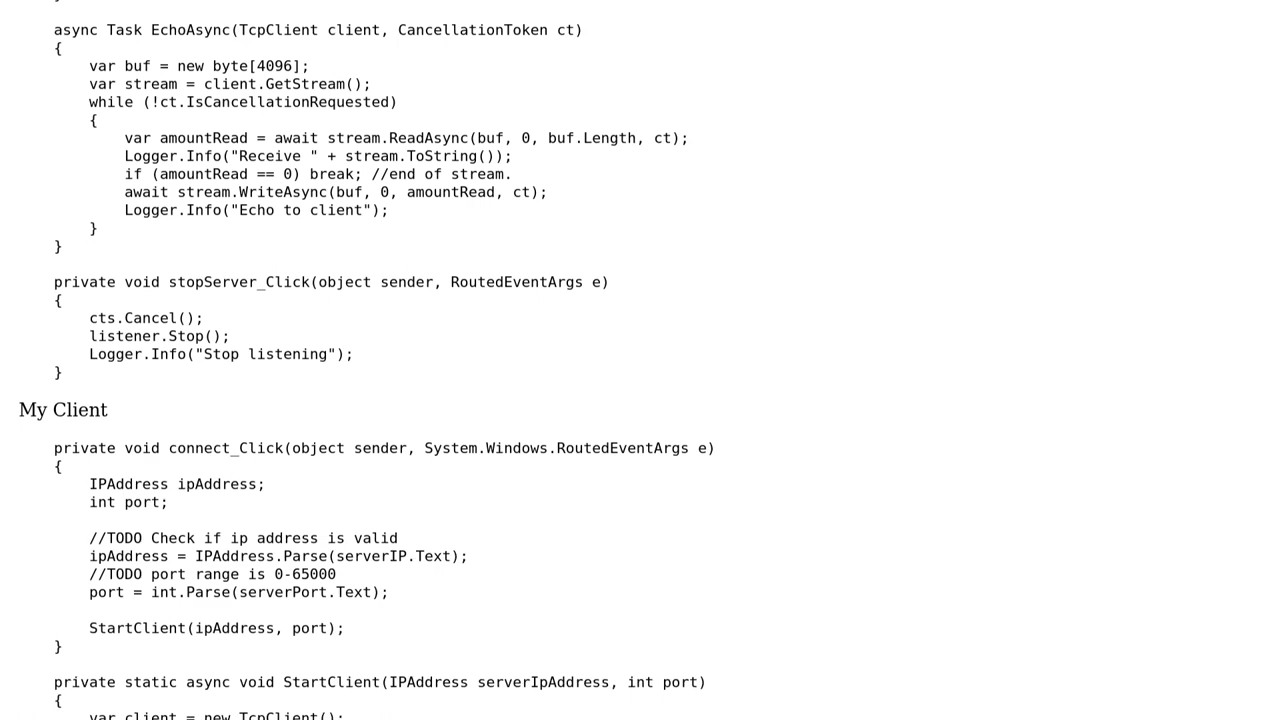 async Task EchoAsync(TcpClient client, CancellationToken ct)
{
var buf = new byte[4096];
var stream = client.GetStream();
while (!ct.IsCancellationRequested)
{
var amountRead = await stream.ReadAsync(buf, 0, buf.Length, ct);
Logger.Info("Receive " + stream.ToString());
if (amountRead == 0) break; //end of stream.
await stream.WriteAsync(buf, 0, amountRead, ct);
Logger.Info("Echo to client");
}
}
private void stopServer_Click(object sender, RoutedEventArgs e)
{
cts.Cancel();
listener.Stop();
Logger.Info("Stop listening");
}
My Client
private void connect_Click(object sender, System.Windows.RoutedEventArgs e)
{
IPAddress ipAddress;
int port;
//TODO Check if ip address is valid
ipAddress = IPAddress.Parse(serverIP.Text);
//TODO port range is 0-65000
port = int.Parse(serverPort.Text);
StartClient(ipAddress, port);
}
private static async void StartClient(IPAddress serverIpAddress, int port)
{
var client = new TcpClient();